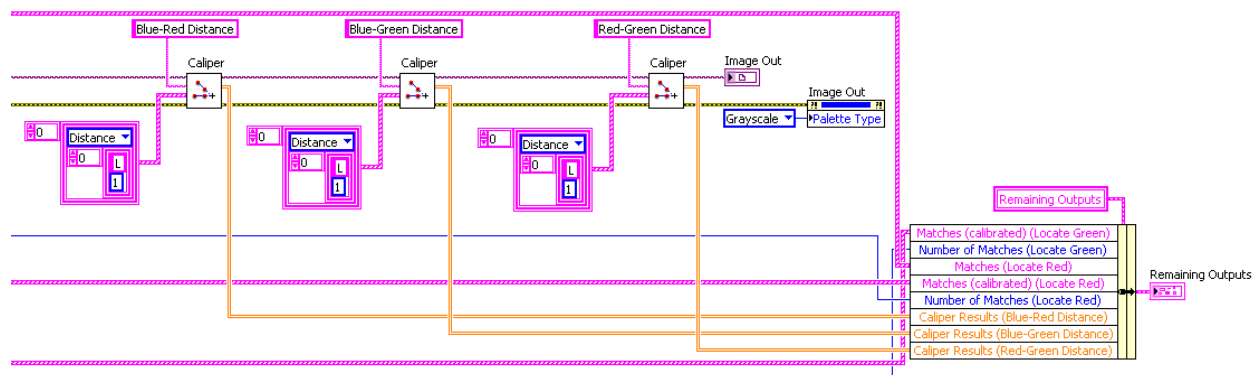 Blue-Red Distance
Blue-Green Distance
Red-Green Distance
Caliper
Caliper
Caliper
Image Out
Image Out
Grayscale
Palette Type
0
Distance
0
L
1
0
Distance
0
L
1
0
Distance
0
L
1
Remaining Outputs
Matches (calibrated) (Locate Green)
Number of Matches (Locate Green)
Matches (Locate Red)
Matches (calibrated) (Locate Red)
Number of Matches (Locate Red)
Caliper Results (Blue-Red Distance)
Caliper Results (Blue-Green Distance)
Caliper Results (Red-Green Distance)
Remaining Outputs